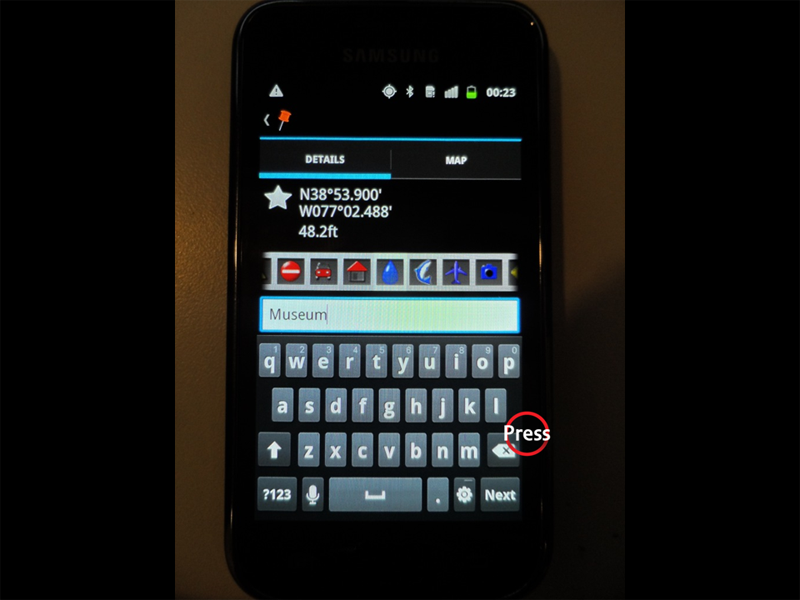 SAMSUNG
00:23
DETAILS MAP
N38°53.900'
W077°02.488'
48.2ft
Museum
1 2 3 4 5 6 7 8 9 0
q w e r t y u i o p
a s d f g h j k l
Press
z x c v b n m
?123 . Next